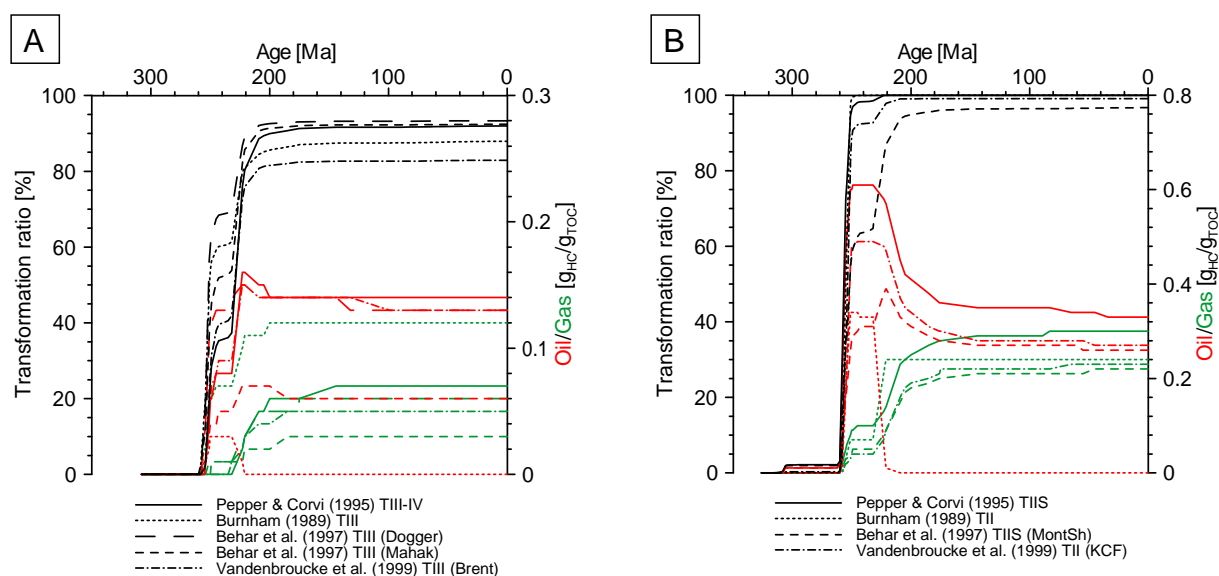 A
Age [Ma]
300 200 100 0
Transformation ratio [%]
100
80
60
40
20
0
0.3
0.2
0.1
0
Oil/Gas [gHC/gTOC]
Pepper & Corvi (1995) TIII-IV
Burnham (1989) TIII
Behar et al. (1997) TIII (Dogger)
Behar et al. (1997) TIII (Mahak)
Vandenbroucke et al. (1999) TIII (Brent)
B
Age [Ma]
300 200 100 0
Transformation ratio [%]
100
80
60
40
20
0
0.8
0.6
0.4
0.2
0
Oil/Gas [gHC/gTOC]
Pepper & Corvi (1995) TIIS
Burnham (1989) TII
Behar et al. (1997) TIIS (MontSh)
Vandenbroucke et al. (1999) TII (KCF)